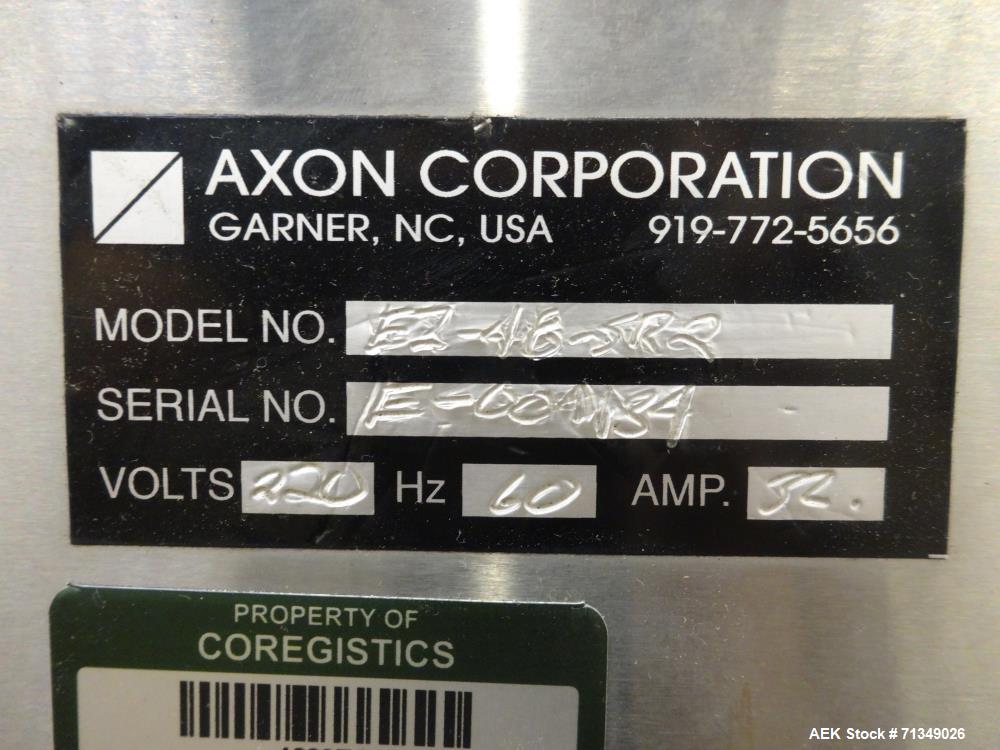 AXON CORPORATION
GARNER, NC, USA 919-772-5656
MODEL NO.
SERIAL NO.
VOLTS 220 Hz 60 AMP. 32.
PROPERTY OF
COREGISTICS
AEK Stock #71349026